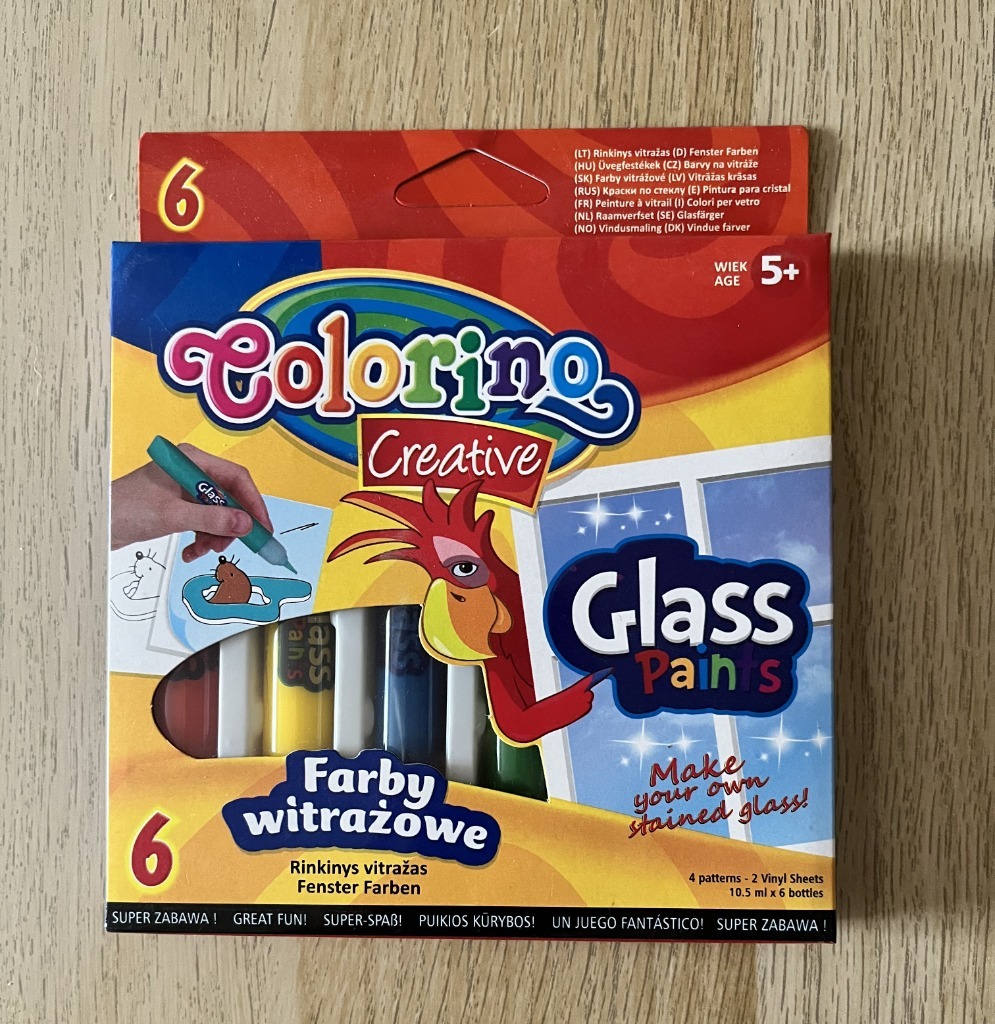 6
(LT) Rinkinys vitražas (D) Fenster Farben
(HU) Üvegfestékek (CZ) Barvy na vitráže
(SK) Farby vitrážové (LV) Vitrāžas krāsas
(RUS) Краски по стеклу (E) Pintura para cristal
(FR) Peinture à vitrail (I) Colori per vetro
(NL) Raamverfset (SE) Glasfärger
(NO) Vindusmaling (DK) Vindue farver
WIEK
AGE
5+
Colorino
Creative
Glass
Glass
Paints
Glass
Paints
Farby
witrażowe
Make
your own
stained glass!
6
Rinkinys vitražas
Fenster Farben
4 patterns - 2 Vinyl Sheets
10.5 ml x 6 bottles
SUPER ZABAWA ! GREAT FUN! SUPER-SPAß! PUIKIOS KŪRYBOS! UN JUEGO FANTÁSTICO! SUPER ZABAWA !